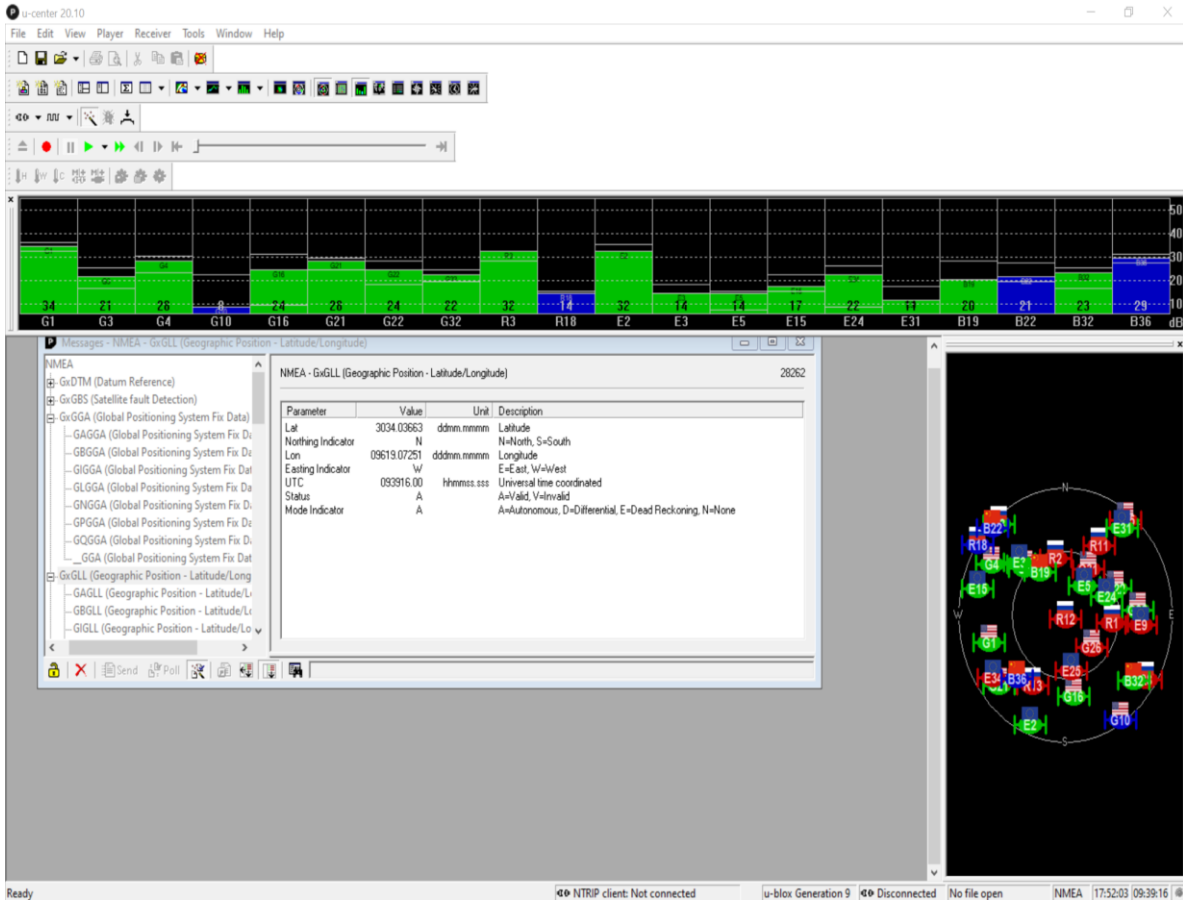 u-center 20.10
File Edit View Player Receiver Tools Window Help
50
40
30
20
10
dB
34 21 28 8 24 28 24 22 32 14 32 14 14 17 22 11 20 21 23 29
G1 G3 G4 G10 G16 G21 G24 G32 R3 R18 E2 E3 E5 E15 E24 E31 B19 B22 B32 B36
Messages - NMEA - GxGLL (Geographic Position - Latitude/Longitude)
NMEA
GxDTM (Datum Reference)
GxGBS (Satellite fault Detection)
GxGGA (Global Positioning System Fix Data)
GAGGA (Global Positioning System Fix Da
GBGGA (Global Positioning System Fix Da
GIGGA (Global Positioning System Fix Dat
GLGGA (Global Positioning System Fix Da
GNGGA (Global Positioning System Fix Da
GPGGA (Global Positioning System Fix Da
GQGGA (Global Positioning System Fix Da
__GGA (Global Positioning System Fix Dat
GxGLL (Geographic Position - Latitude/Long
GAGLL (Geographic Position - Latitude/Lo
GBGLL (Geographic Position - Latitude/Lo
GIGLL (Geographic Position - Latitude/Lo
NMEA - GxGLL (Geographic Position - Latitude/Longitude) 28262
Parameter Value Unit Description
Lat 3034.03663 ddmm.mmmm Latitude
Northing Indicator N N=North, S=South
Lon 09619.07251 dddmm.mmmm Longitude
Easting Indicator W E=East, W=West
UTC 093916.00 hhmmss.sss Universal time coordinated
Status A A=Valid, V=Invalid
Mode Indicator A A=Autonomous, D=Differential, E=Dead Reckoning, N=None
Send Poll
N
B22 E31
R18 R11
G4 R2 B19
E15 E5 E24
W E
R12 R1 E9
G1 G26
E25
B36 B32
G16
E2 G10
S
Ready NTRIP client: Not connected u-blox Generation 9 Disconnected No file open NMEA 17:52:03 09:39:16